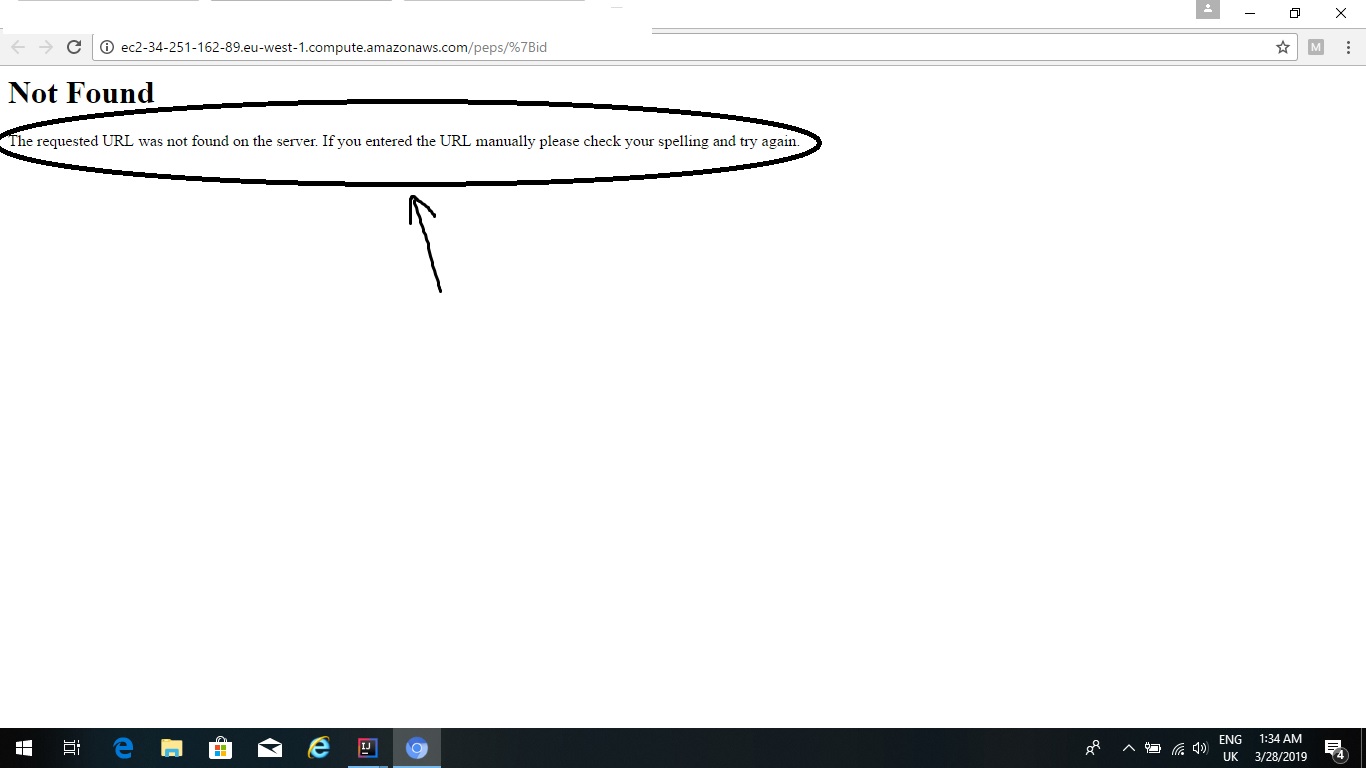 ec2-34-251-162-89.eu-west-1.compute.amazonaws.com/peps/%7Bid
M
Not Found
The requested URL was not found on the server. If you entered the URL manually please check your spelling and try again.
IJ
ENG
UK
1:34 AM
3/28/2019
4